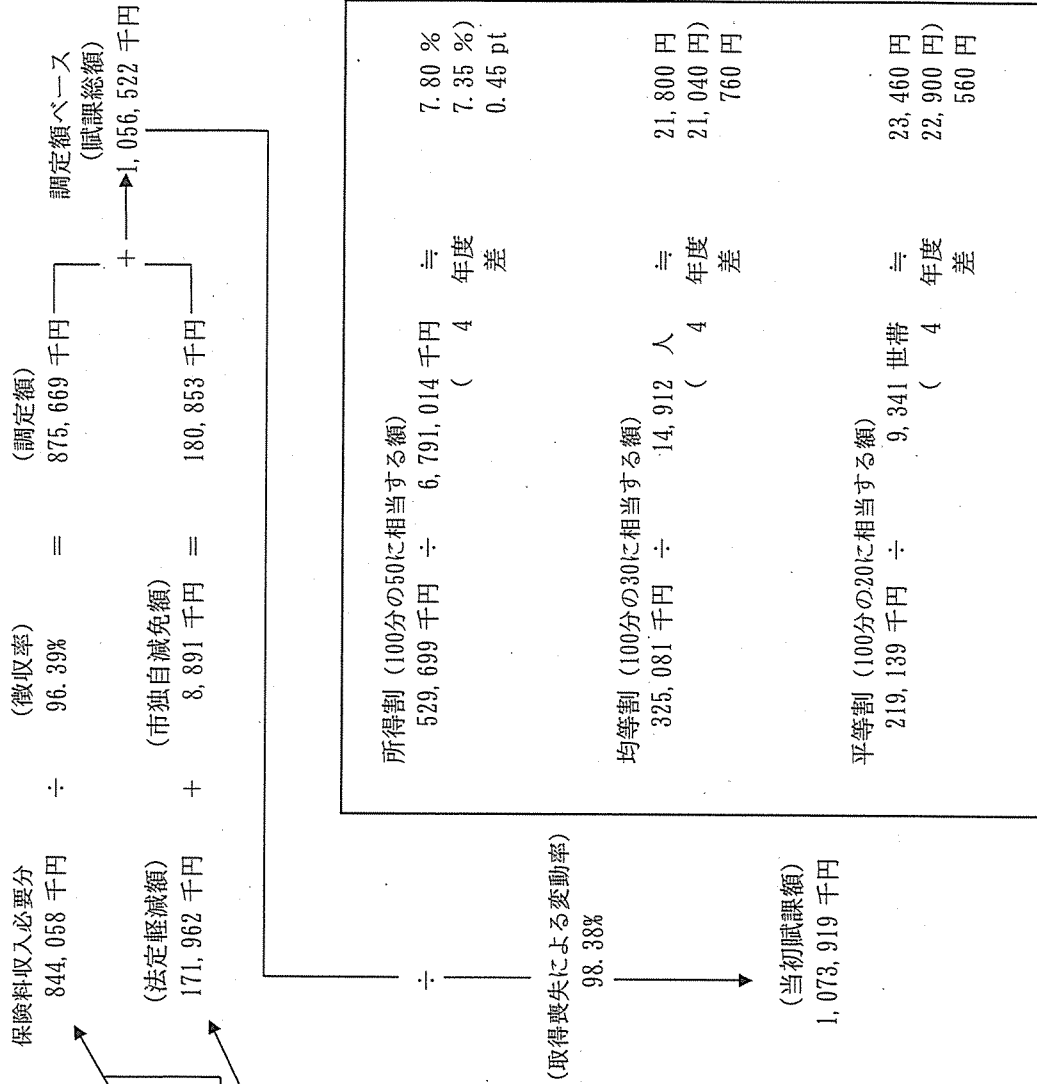 保険料収入必要分 (徴収率) (調定額)
844,058 千円 ÷ 96.39% = 875,669 千円
調定額ベース
(賦課総額)
+ 1,056,522 千円
(法定軽減額) (市独自減免額)
171,962 千円 + 8,891 千円 = 180,853 千円
÷
(取得喪失による変動率)
98.38%
(当初賦課額)
1,073,919 千円
所得割 (100分の50に相当する額)
529,699 千円 ÷ 6,791,014 千円 ≒ 7.80 %
( 4 年度 7.35 %)
差 0.45 pt
均等割 (100分の30に相当する額)
325,081 千円 ÷ 14,912 人 ≒ 21,800 円
( 4 年度 21,040 円)
差 760 円
平等割 (100分の20に相当する額)
219,139 千円 ÷ 9,341 世帯 ≒ 23,460 円
( 4 年度 22,900 円)
差 560 円